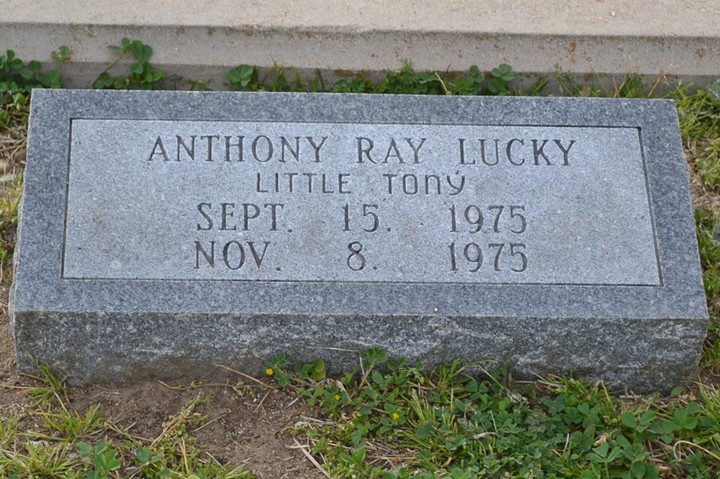 ANTHONY RAY LUCKY
LITTLE TONY
SEPT. 15. 1975
NOV. 8. 1975